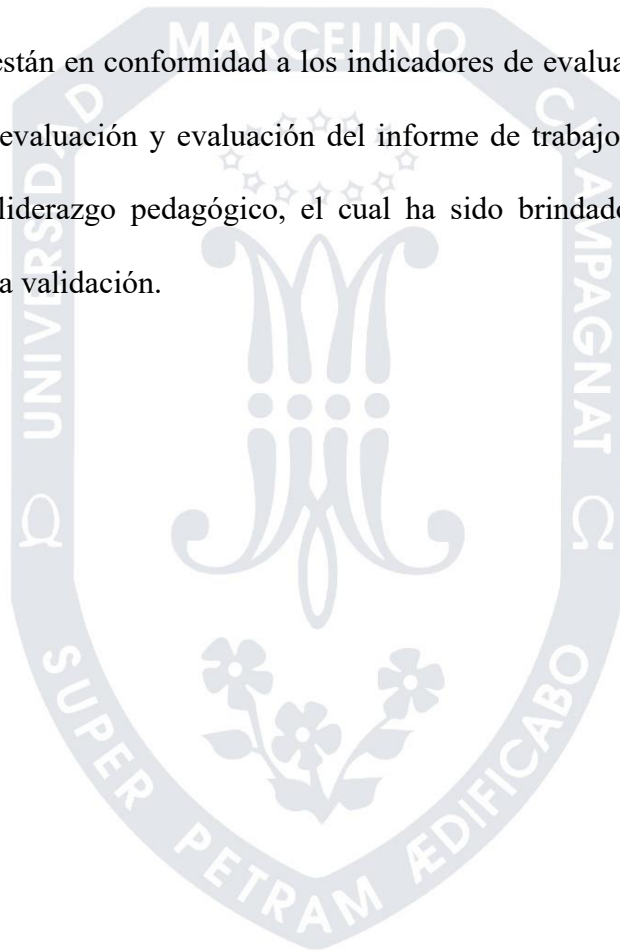 MARCELINO
están en conformidad a los indicadores de evalua
evaluación y evaluación del informe de trabajo
liderazgo pedagógico, el cual ha sido brindado
a validación.
UNIVERSIDAD
CHAMPAGNAT
Ω
Ω
SUPER PETRAM ÆDIFICABO